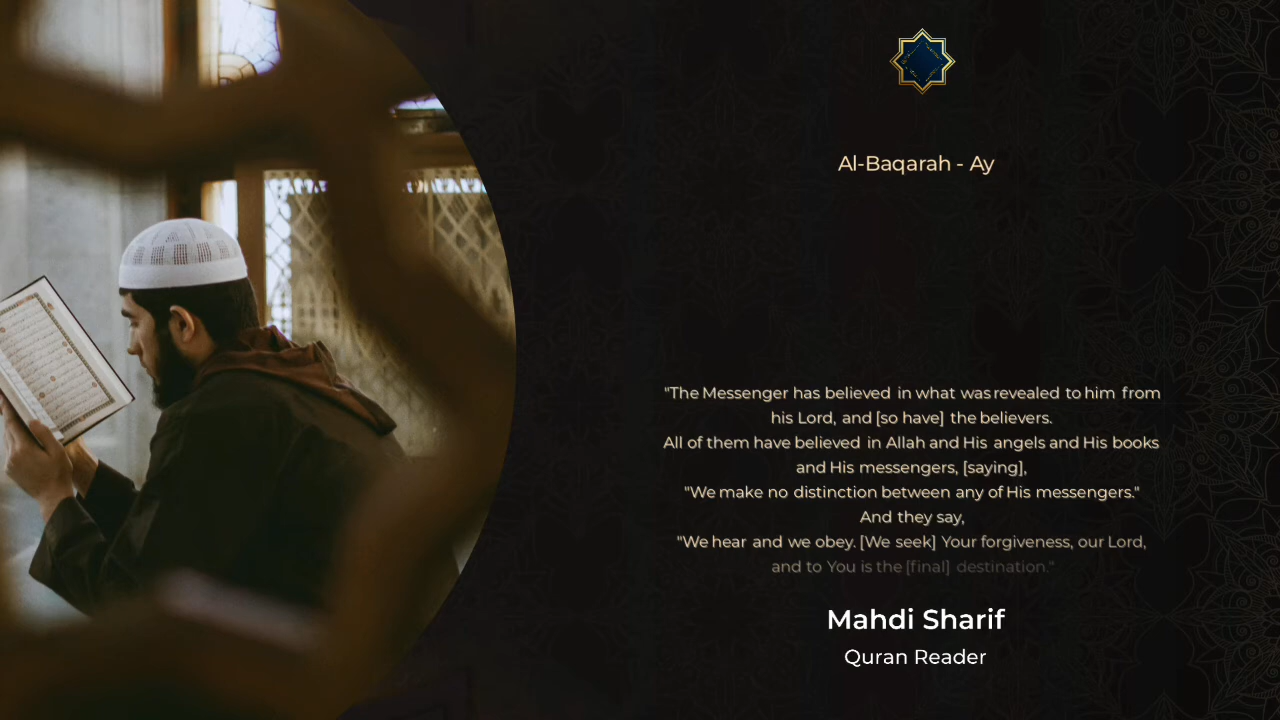 Al-Baqarah - Ay
"The Messenger has believed in what was revealed to him from
his Lord, and [so have] the believers.
All of them have believed in Allah and His angels and His books
and His messengers, [saying],
"We make no distinction between any of His messengers."
And they say,
"We hear and we obey. [We seek] Your forgiveness, our Lord,
and to You is the [final] destination."
Mahdi Sharif
Quran Reader